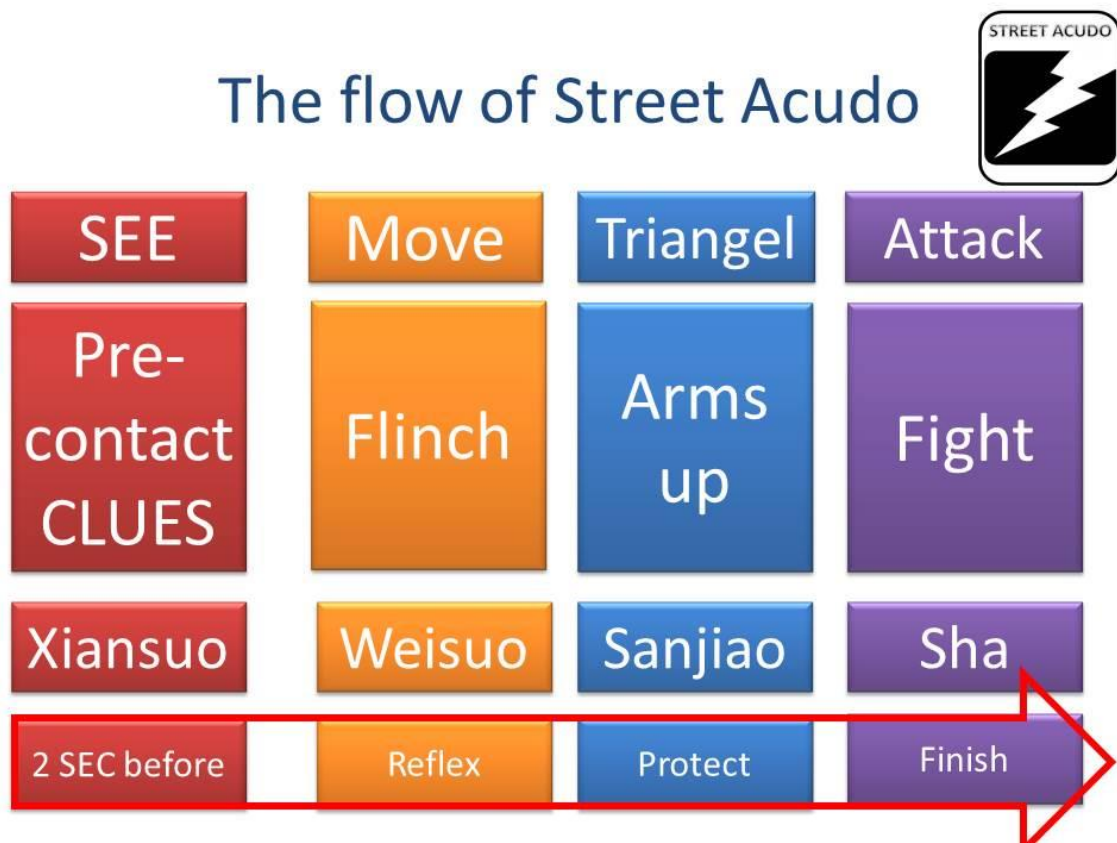 STREET ACUDO
The flow of Street Acudo
SEE
Move
Triangel
Attack
Pre-
contact
CLUES
Flinch
Arms
up
Fight
Xiansuo
Weisuo
Sanjiao
Sha
2 SEC before
Reflex
Protect
Finish